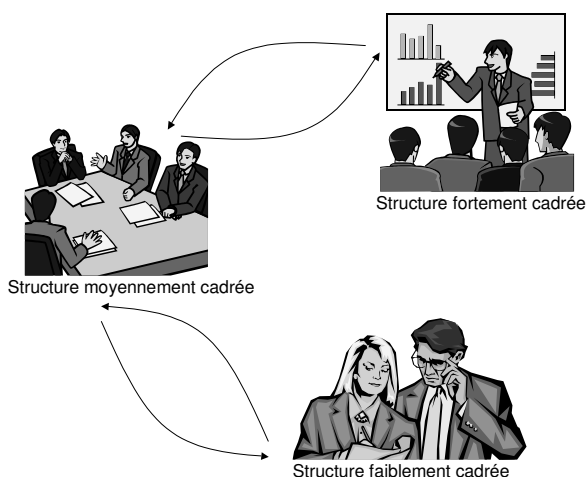 Structure fortement cadrée
Structure moyennement cadrée
Structure faiblement cadrée